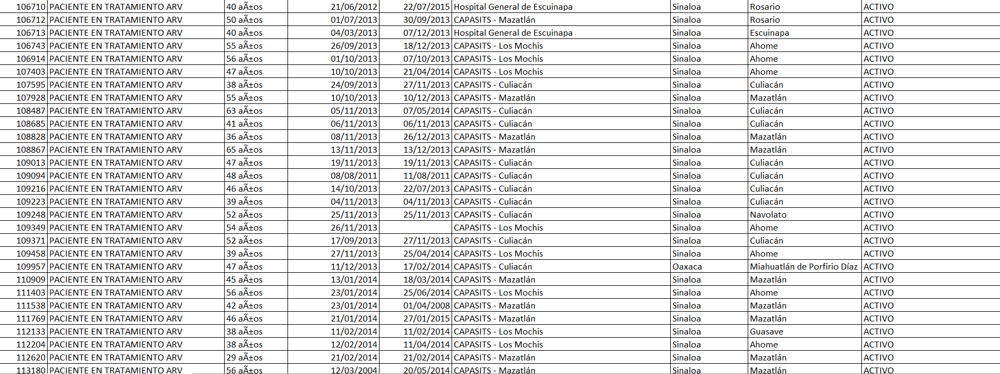 106710 PACIENTE EN TRATAMIENTO ARV 40 aÃ±os 21/06/2012 22/07/2015 Hospital General de Escuinapa Sinaloa Rosario ACTIVO
106712 PACIENTE EN TRATAMIENTO ARV 50 aÃ±os 01/07/2013 30/09/2013 CAPASITS - Mazatlán Sinaloa Rosario ACTIVO
106713 PACIENTE EN TRATAMIENTO ARV 40 aÃ±os 04/03/2013 07/12/2013 Hospital General de Escuinapa Sinaloa Escuinapa ACTIVO
106743 PACIENTE EN TRATAMIENTO ARV 55 aÃ±os 26/09/2013 18/12/2013 CAPASITS - Los Mochis Sinaloa Ahome ACTIVO
106914 PACIENTE EN TRATAMIENTO ARV 56 aÃ±os 01/10/2013 07/10/2013 CAPASITS - Los Mochis Sinaloa Ahome ACTIVO
107403 PACIENTE EN TRATAMIENTO ARV 47 aÃ±os 10/10/2013 21/04/2014 CAPASITS - Los Mochis Sinaloa Ahome ACTIVO
107595 PACIENTE EN TRATAMIENTO ARV 38 aÃ±os 24/09/2013 27/11/2013 CAPASITS - Culiacán Sinaloa Culiacán ACTIVO
107928 PACIENTE EN TRATAMIENTO ARV 55 aÃ±os 10/10/2013 10/12/2013 CAPASITS - Mazatlán Sinaloa Mazatlán ACTIVO
108487 PACIENTE EN TRATAMIENTO ARV 63 aÃ±os 05/11/2013 07/05/2014 CAPASITS - Culiacán Sinaloa Culiacán ACTIVO
108685 PACIENTE EN TRATAMIENTO ARV 41 aÃ±os 06/11/2013 06/11/2013 CAPASITS - Culiacán Sinaloa Culiacán ACTIVO
108828 PACIENTE EN TRATAMIENTO ARV 36 aÃ±os 08/11/2013 26/12/2013 CAPASITS - Mazatlán Sinaloa Mazatlán ACTIVO
108867 PACIENTE EN TRATAMIENTO ARV 65 aÃ±os 13/11/2013 13/12/2013 CAPASITS - Mazatlán Sinaloa Mazatlán ACTIVO
109013 PACIENTE EN TRATAMIENTO ARV 47 aÃ±os 19/11/2013 19/11/2013 CAPASITS - Culiacán Sinaloa Culiacán ACTIVO
109094 PACIENTE EN TRATAMIENTO ARV 48 aÃ±os 08/08/2011 11/08/2011 CAPASITS - Culiacán Sinaloa Culiacán ACTIVO
109216 PACIENTE EN TRATAMIENTO ARV 46 aÃ±os 14/10/2013 22/07/2013 CAPASITS - Culiacán Sinaloa Culiacán ACTIVO
109223 PACIENTE EN TRATAMIENTO ARV 39 aÃ±os 04/11/2013 04/11/2013 CAPASITS - Culiacán Sinaloa Culiacán ACTIVO
109248 PACIENTE EN TRATAMIENTO ARV 52 aÃ±os 25/11/2013 25/11/2013 CAPASITS - Culiacán Sinaloa Navolato ACTIVO
109349 PACIENTE EN TRATAMIENTO ARV 54 aÃ±os 26/11/2013 CAPASITS - Los Mochis Sinaloa Ahome ACTIVO
109371 PACIENTE EN TRATAMIENTO ARV 52 aÃ±os 17/09/2013 27/11/2013 CAPASITS - Culiacán Sinaloa Culiacán ACTIVO
109458 PACIENTE EN TRATAMIENTO ARV 39 aÃ±os 27/11/2013 25/04/2014 CAPASITS - Los Mochis Sinaloa Ahome ACTIVO
109957 PACIENTE EN TRATAMIENTO ARV 47 aÃ±os 11/12/2013 17/02/2014 CAPASITS - Culiacán Oaxaca Miahuatlán de Porfirio Díaz ACTIVO
110909 PACIENTE EN TRATAMIENTO ARV 45 aÃ±os 13/01/2014 18/03/2014 CAPASITS - Mazatlán Sinaloa Mazatlán ACTIVO
111403 PACIENTE EN TRATAMIENTO ARV 56 aÃ±os 23/01/2014 25/06/2014 CAPASITS - Los Mochis Sinaloa Ahome ACTIVO
111538 PACIENTE EN TRATAMIENTO ARV 42 aÃ±os 23/01/2014 01/04/2008 CAPASITS - Mazatlán Sinaloa Mazatlán ACTIVO
111769 PACIENTE EN TRATAMIENTO ARV 46 aÃ±os 21/01/2014 27/01/2015 CAPASITS - Mazatlán Sinaloa Mazatlán ACTIVO
112133 PACIENTE EN TRATAMIENTO ARV 38 aÃ±os 11/02/2014 11/02/2014 CAPASITS - Los Mochis Sinaloa Guasave ACTIVO
112204 PACIENTE EN TRATAMIENTO ARV 38 aÃ±os 12/02/2014 11/04/2014 CAPASITS - Los Mochis Sinaloa Ahome ACTIVO
112620 PACIENTE EN TRATAMIENTO ARV 29 aÃ±os 21/02/2014 21/02/2014 CAPASITS - Mazatlán Sinaloa Mazatlán ACTIVO
113180 PACIENTE EN TRATAMIENTO ARV 56 aÃ±os 12/03/2004 20/05/2014 CAPASITS - Mazatlán Sinaloa Mazatlán ACTIVO